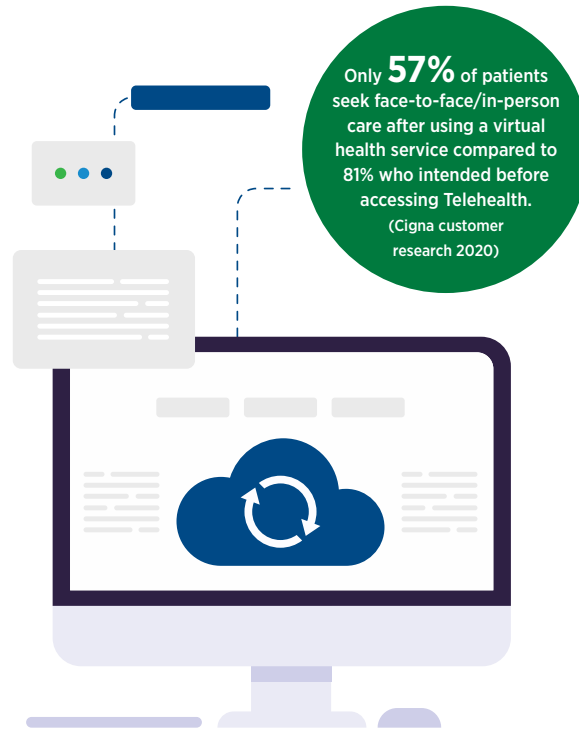 Only 57% of patients
seek face-to-face/in-person
care after using a virtual
health service compared to
81% who intended before
accessing Telehealth.
(Cigna customer
research 2020)